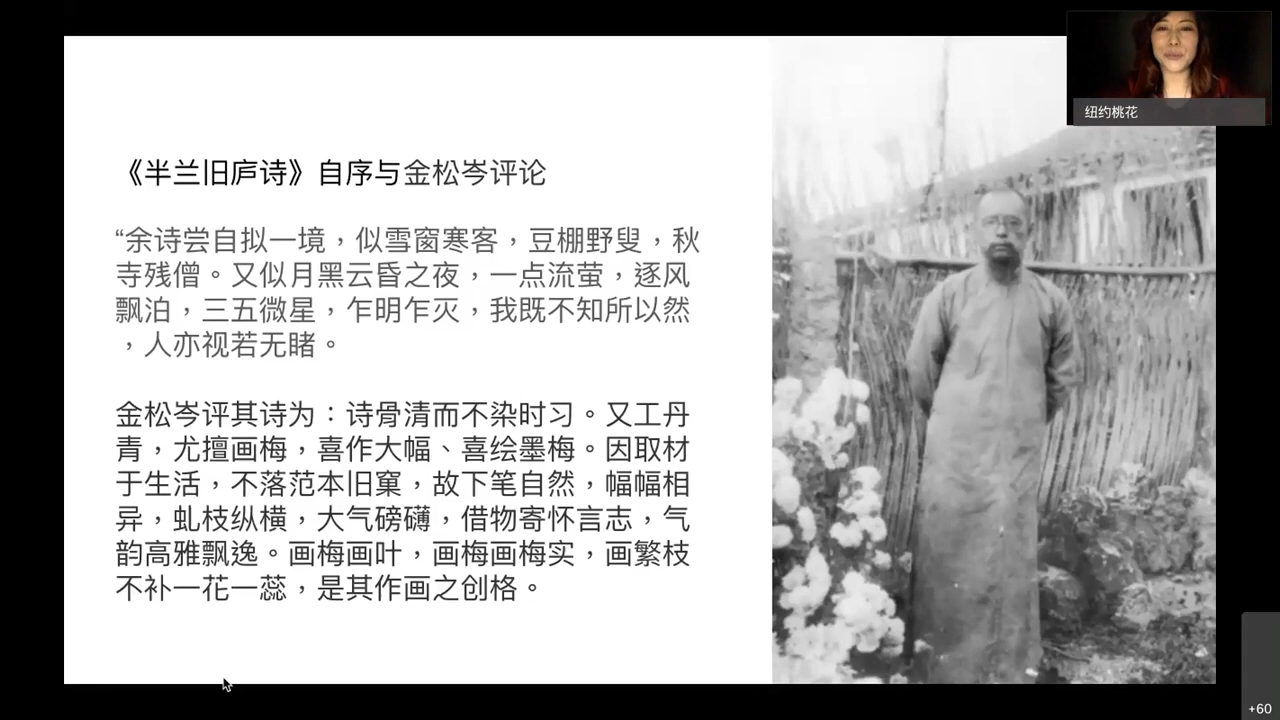 《半兰旧庐诗》自序与金松岑评论
“余诗尝自拟一境，似雪窗寒客，豆棚野叟，秋
寺残僧。又似月黑云昏之夜，一点流萤，逐风
飘泊，三五微星，乍明乍灭，我既不知所以然
，人亦视若无睹。
金松岑评其诗为：诗骨清而不染时习。又工丹
青，尤擅画梅，喜作大幅、喜绘墨梅。因取材
于生活，不落范本旧窠，故下笔自然，幅幅相
异，虬枝纵横，大气磅礴，借物寄怀言志，气
韵高雅飘逸。画梅画叶，画梅画梅实，画繁枝
不补一花一蕊，是其作画之创格。
纽约桃花
+60